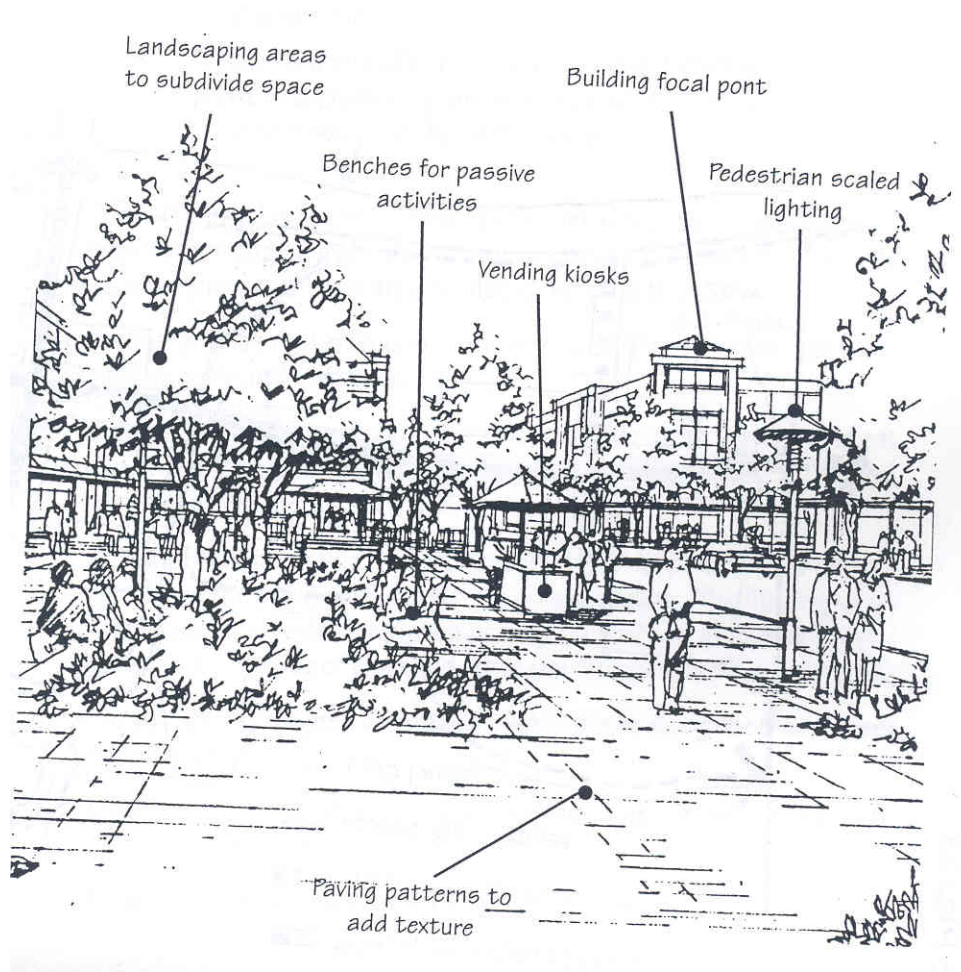 Landscaping areas
to subdivide space
Building focal pont
Benches for passive
activities
Pedestrian scaled
lighting
Vending kiosks
Paving patterns to
add texture